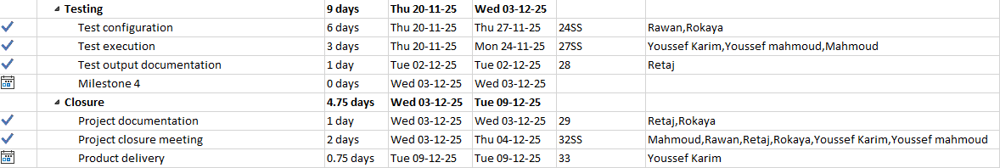 Testing 9 days Thu 20-11-25 Wed 03-12-25
Test configuration 6 days Thu 20-11-25 Thu 27-11-25 24SS Rawan,Rokaya
Test execution 3 days Thu 20-11-25 Mon 24-11-25 27SS Youssef Karim,Youssef mahmoud,Mahmoud
Test output documentation 1 day Tue 02-12-25 Tue 02-12-25 28 Retaj
Milestone 4 0 days Wed 03-12-25 Wed 03-12-25
Closure 4.75 days Wed 03-12-25 Tue 09-12-25
Project documentation 1 day Wed 03-12-25 Wed 03-12-25 29 Retaj,Rokaya
Project closure meeting 2 days Wed 03-12-25 Thu 04-12-25 32SS Mahmoud,Rawan,Retaj,Rokaya,Youssef Karim,Youssef mahmoud
Product delivery 0.75 days Tue 09-12-25 Tue 09-12-25 33 Youssef Karim